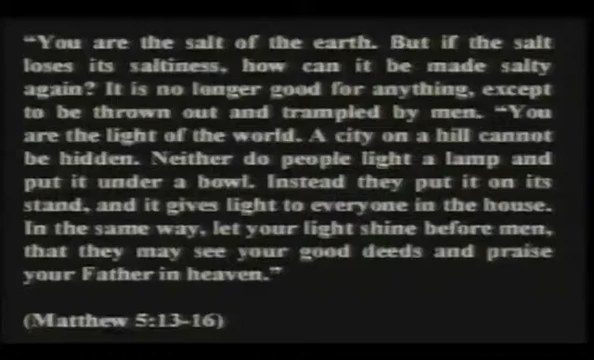 “You are the salt of the earth. But if the salt
loses its saltiness, how can it be made salty
again? It is no longer good for anything, except
to be thrown out and trampled by men. “You
are the light of the world. A city on a hill cannot
be hidden. Neither do people light a lamp and
put it under a bowl. Instead they put it on its
stand, and it gives light to everyone in the house.
In the same way, let your light shine before men,
that they may see your good deeds and praise
your Father in heaven.”
(Matthew 5:13-16)